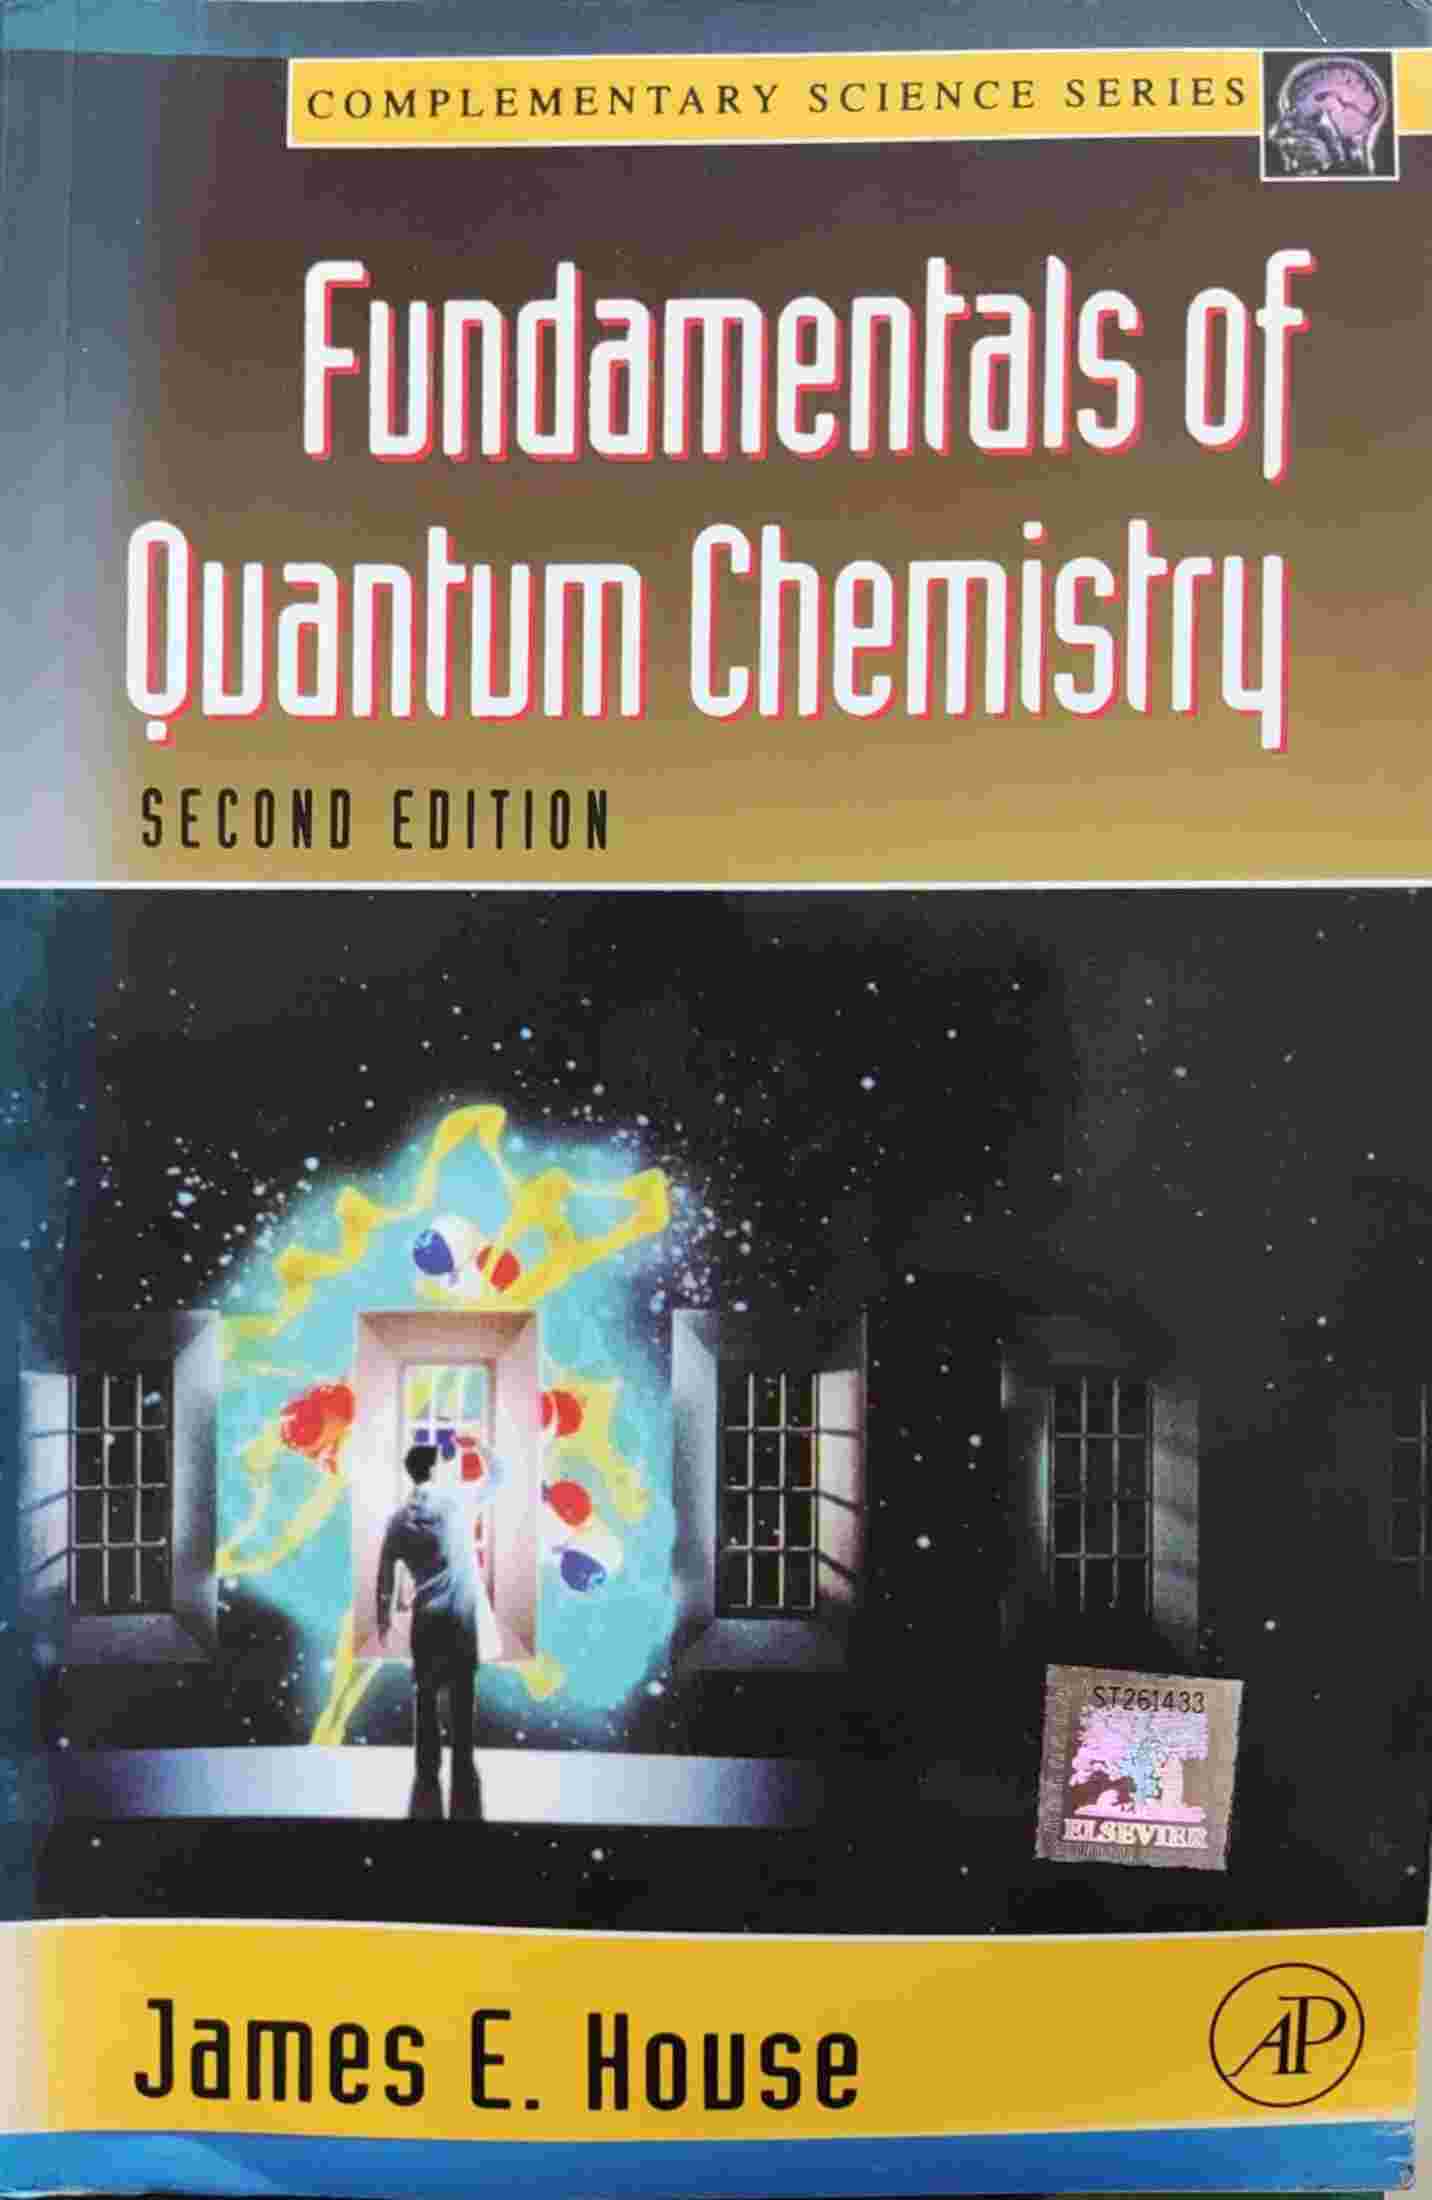 COMPLEMENTARY SCIENCE SERIES
Fundamentals of
Quantum Chemistry
SECOND EDITION
ST261433
ELSEVIER
James E. House
AP